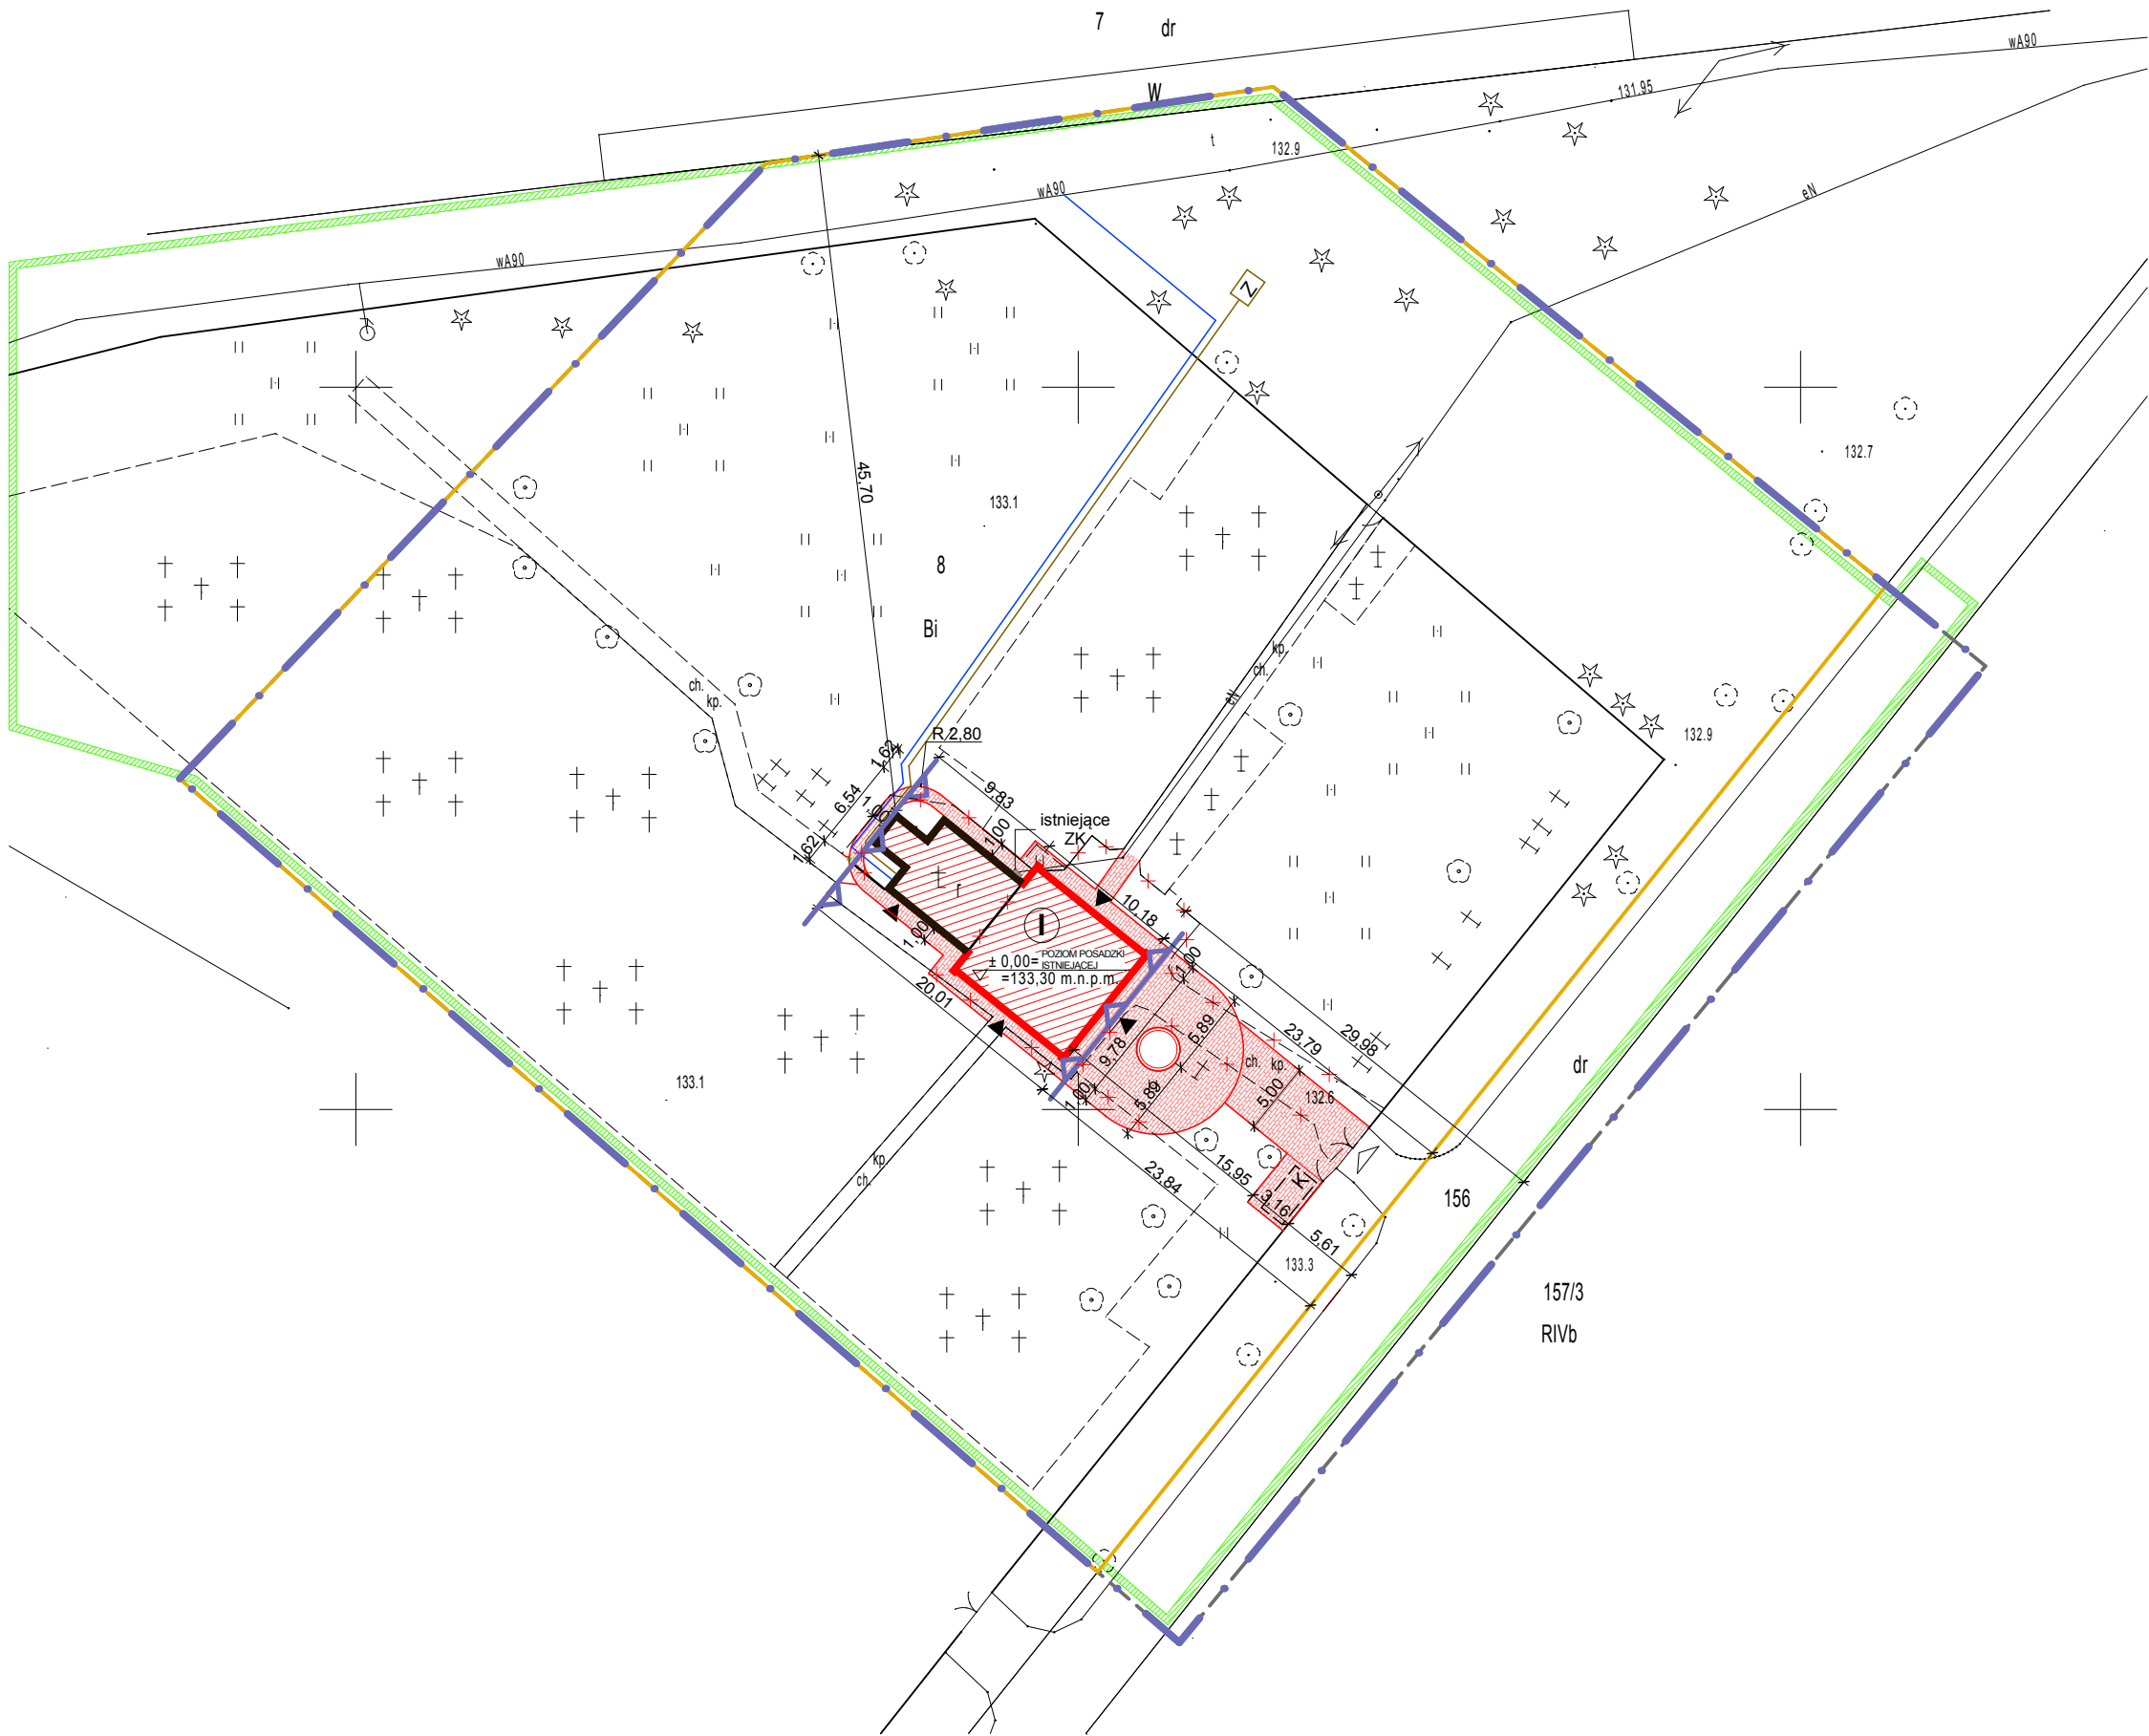 7
dr
wA90
W
131.95
t
132.9
wA90
eN
wA90
132.7
45,70
133.1
8
Bi
kp.
ch.
eN
ch.
kp.
132.9
R 2,80
1,62
9,83
6,54
1,00
istniejące
ZK
1,00
1,62
r
10,18
I
1,00
± 0,00=
POZIOM POSADZKI
ISTNIEJĄCEJ
=133,30 m.n.p.m.
1,00
20,01
23,79
29,98
5,89
9,78
ch.
kp.
dr
133.1
1,00
5,89
5,00
132.6
kp.
ch.
23,84
15,95
K
3,16
156
5,61
133.3
157/3
RIVb
Z